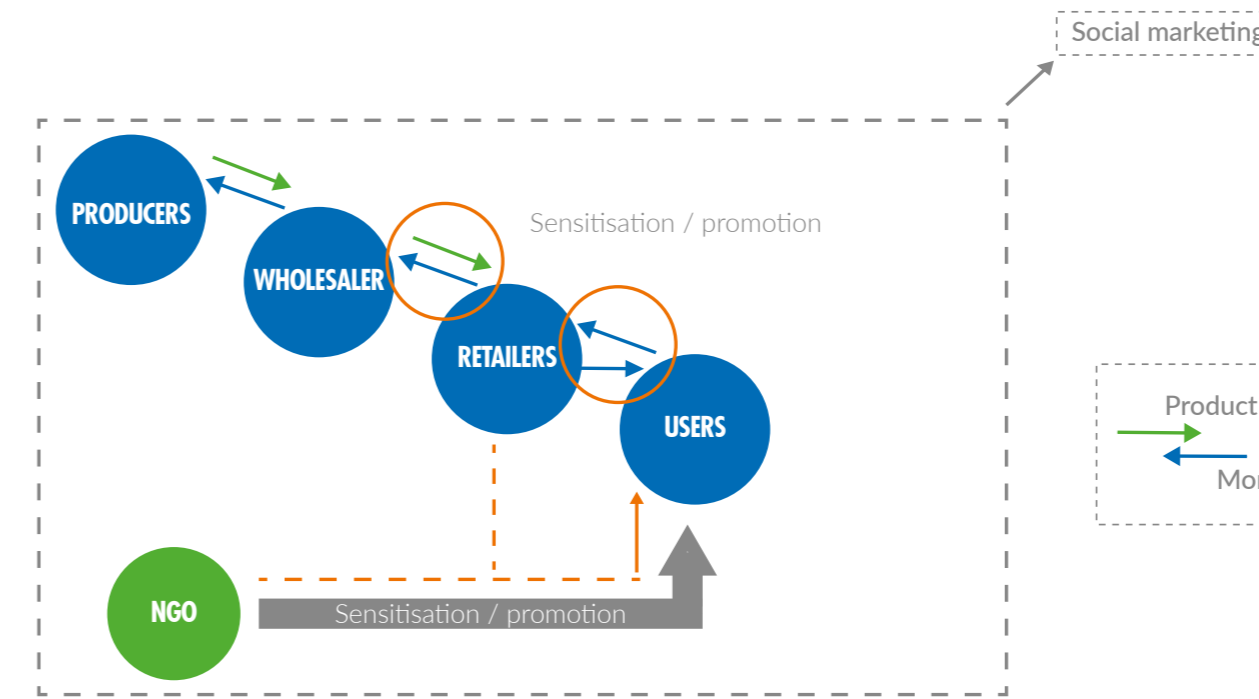 Social marketing
PRODUCERS
Sensitisation / promotion
WHOLESALER
RETAILERS
Product
USERS
Sensitisation / promotion
NGO